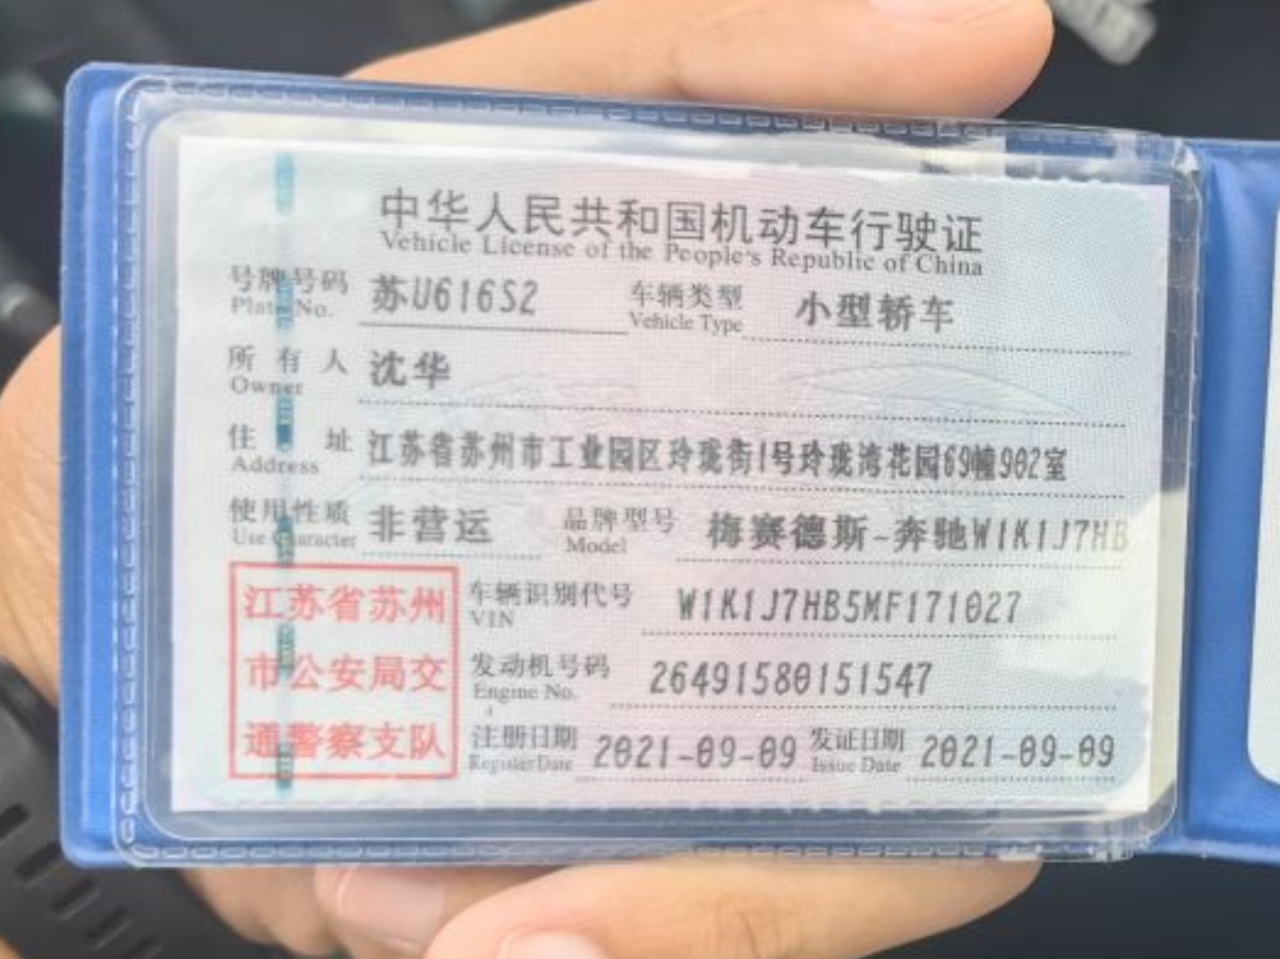 中华人民共和国机动车行驶证
Vehicle License of the People's Republic of China
号牌号码 苏U616S2 车辆类型 小型轿车
Plate No. Vehicle Type
所有人 沈华
Owner
住址 江苏省苏州市工业园区玲珑街1号玲珑湾花园69幢902室
Address
使用性质 非营运 品牌型号 梅赛德斯-奔驰W1K1J7HB
Use Character Model
江苏省苏州
市公安局交
通警察支队
车辆识别代号 W1K1J7HB5MF171027
VIN
发动机号码 26491580151547
Engine No.
注册日期 2021-09-09 发证日期 2021-09-09
Register Date Issue Date